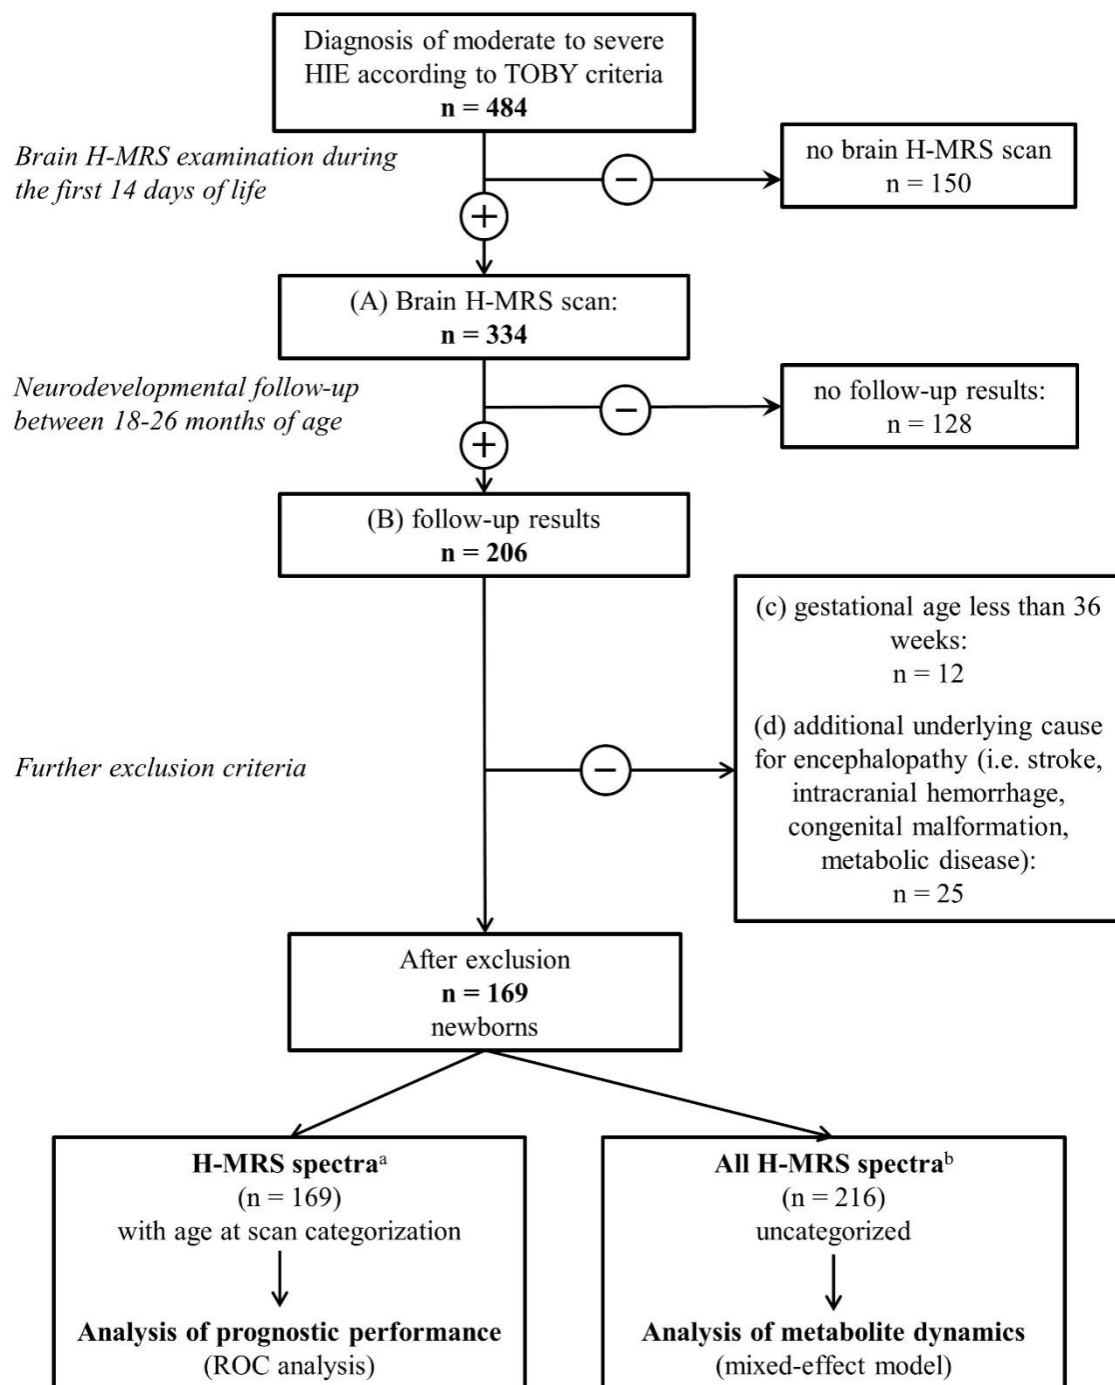 Diagnosis of moderate to severe
HIE according to TOBY criteria
n = 484
Brain H-MRS examination during
the first 14 days of life
no brain H-MRS scan
n = 150
−
+
(A) Brain H-MRS scan:
n = 334
Neurodevelopmental follow-up
between 18-26 months of age
no follow-up results:
n = 128
−
+
(B) follow-up results
n = 206
(c) gestational age less than 36
weeks:
n = 12
(d) additional underlying cause
for encephalopathy (i.e. stroke,
intracranial hemorrhage,
congenital malformation,
metabolic disease):
n = 25
Further exclusion criteria
−
After exclusion
n = 169
newborns
H-MRS spectraᵃ
(n = 169)
with age at scan categorization
Analysis of prognostic performance
(ROC analysis)
All H-MRS spectraᵇ
(n = 216)
uncategorized
Analysis of metabolite dynamics
(mixed-effect model)